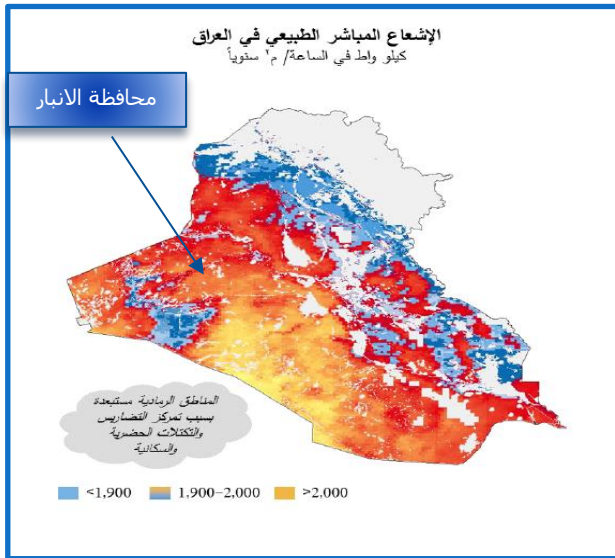 الإشعاع المباشر الطبيعي في العراق
كيلو واط في الساعة/ م٢ سنوياً
محافظة الانبار
المناطق الرمادية مستبعدة
بسبب تمركز التضاريس
والتكتلات الحضرية
والسكانية
<1,900 1,900–2,000 >2,000